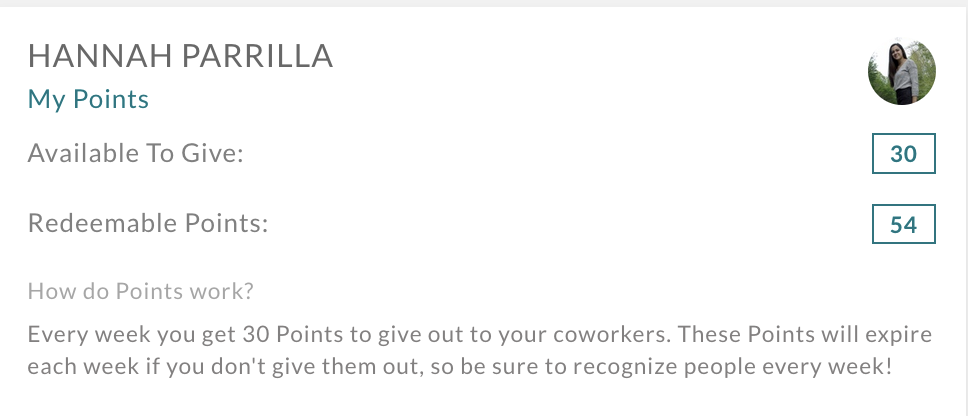 HANNAH PARRILLA
My Points
Available To Give: 30
Redeemable Points: 54
How do Points work?
Every week you get 30 Points to give out to your coworkers. These Points will expire
each week if you don't give them out, so be sure to recognize people every week!